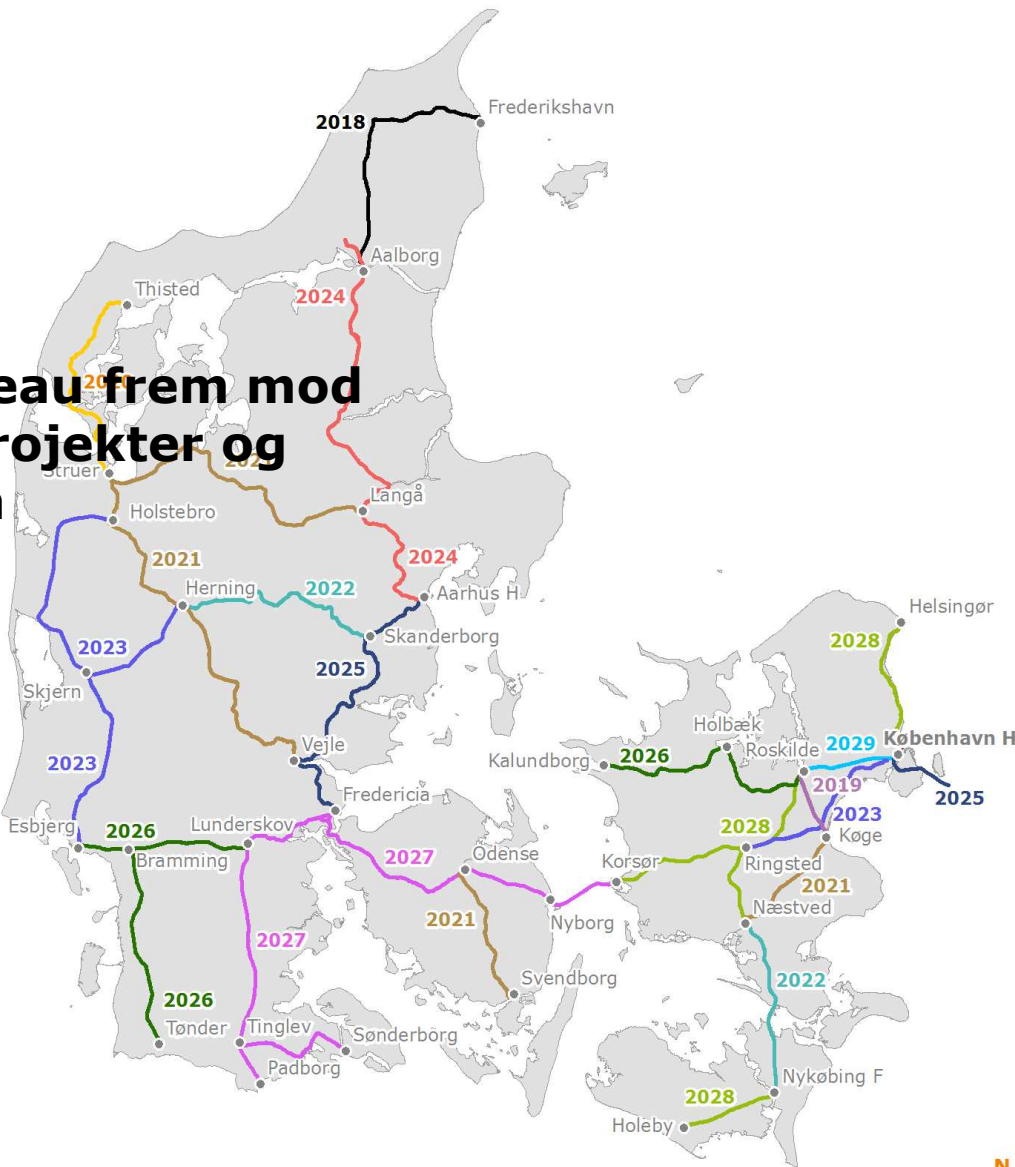 Frederikshavn
2018
Aalborg
Thisted
2024
eau frem mod
rojekter og
Struer
Langå
Holstebro
2021
2024
Herning
2022
Aarhus H
Helsingør
Skanderborg
2028
2023
2025
Skjern
Holbæk
København H
Vejle
Roskilde
2029
Kalundborg
2026
2023
2019
2025
Fredericia
2023
Esbjerg
2026
Lunderskov
2028
Køge
Bramming
2027
Odense
Korsør
Ringsted
2021
Næstved
2021
Nyborg
2027
Svendborg
2022
2026
Tønder
Tinglev
Sønderborg
Padborg
Nykøbing F
2028
Holeby